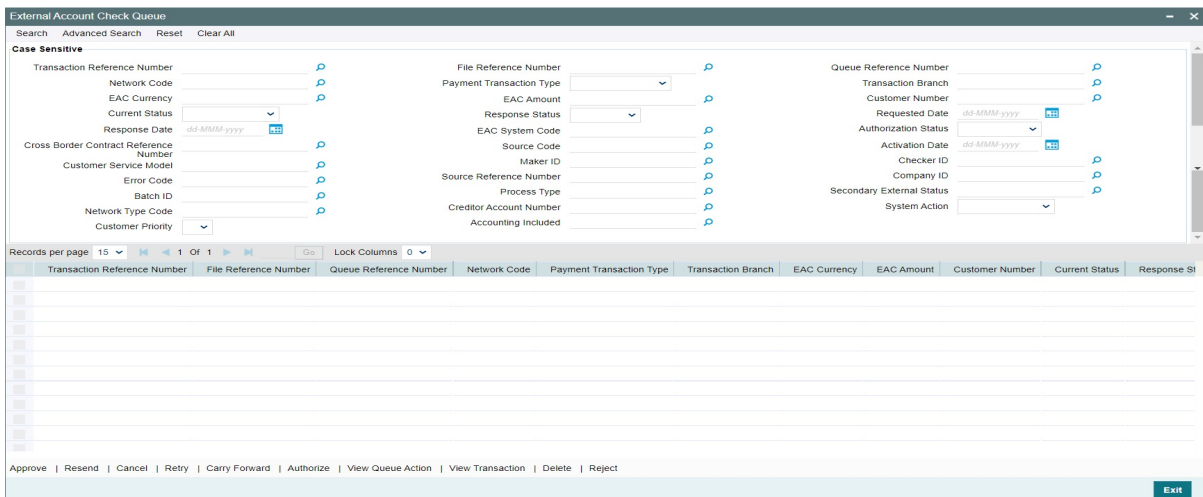 External Account Check Queue
Search Advanced Search Reset Clear All
Case Sensitive
Transaction Reference Number File Reference Number Queue Reference Number
Network Code Payment Transaction Type Transaction Branch
EAC Currency EAC Amount Customer Number
Current Status Response Status Requested Date dd-MMM-yyyy
Response Date dd-MMM-yyyy EAC System Code Authorization Status
Cross Border Contract Reference Number Source Code Activation Date dd-MMM-yyyy
Customer Service Model Maker ID Checker ID
Error Code Source Reference Number Company ID
Batch ID Process Type Secondary External Status
Network Type Code Creditor Account Number System Action
Customer Priority Accounting Included
Records per page 15 1 Of 1 Go Lock Columns 0
Transaction Reference Number File Reference Number Queue Reference Number Network Code Payment Transaction Type Transaction Branch EAC Currency EAC Amount Customer Number Current Status Response St
Approve | Resend | Cancel | Retry | Carry Forward | Authorize | View Queue Action | View Transaction | Delete | Reject
Exit